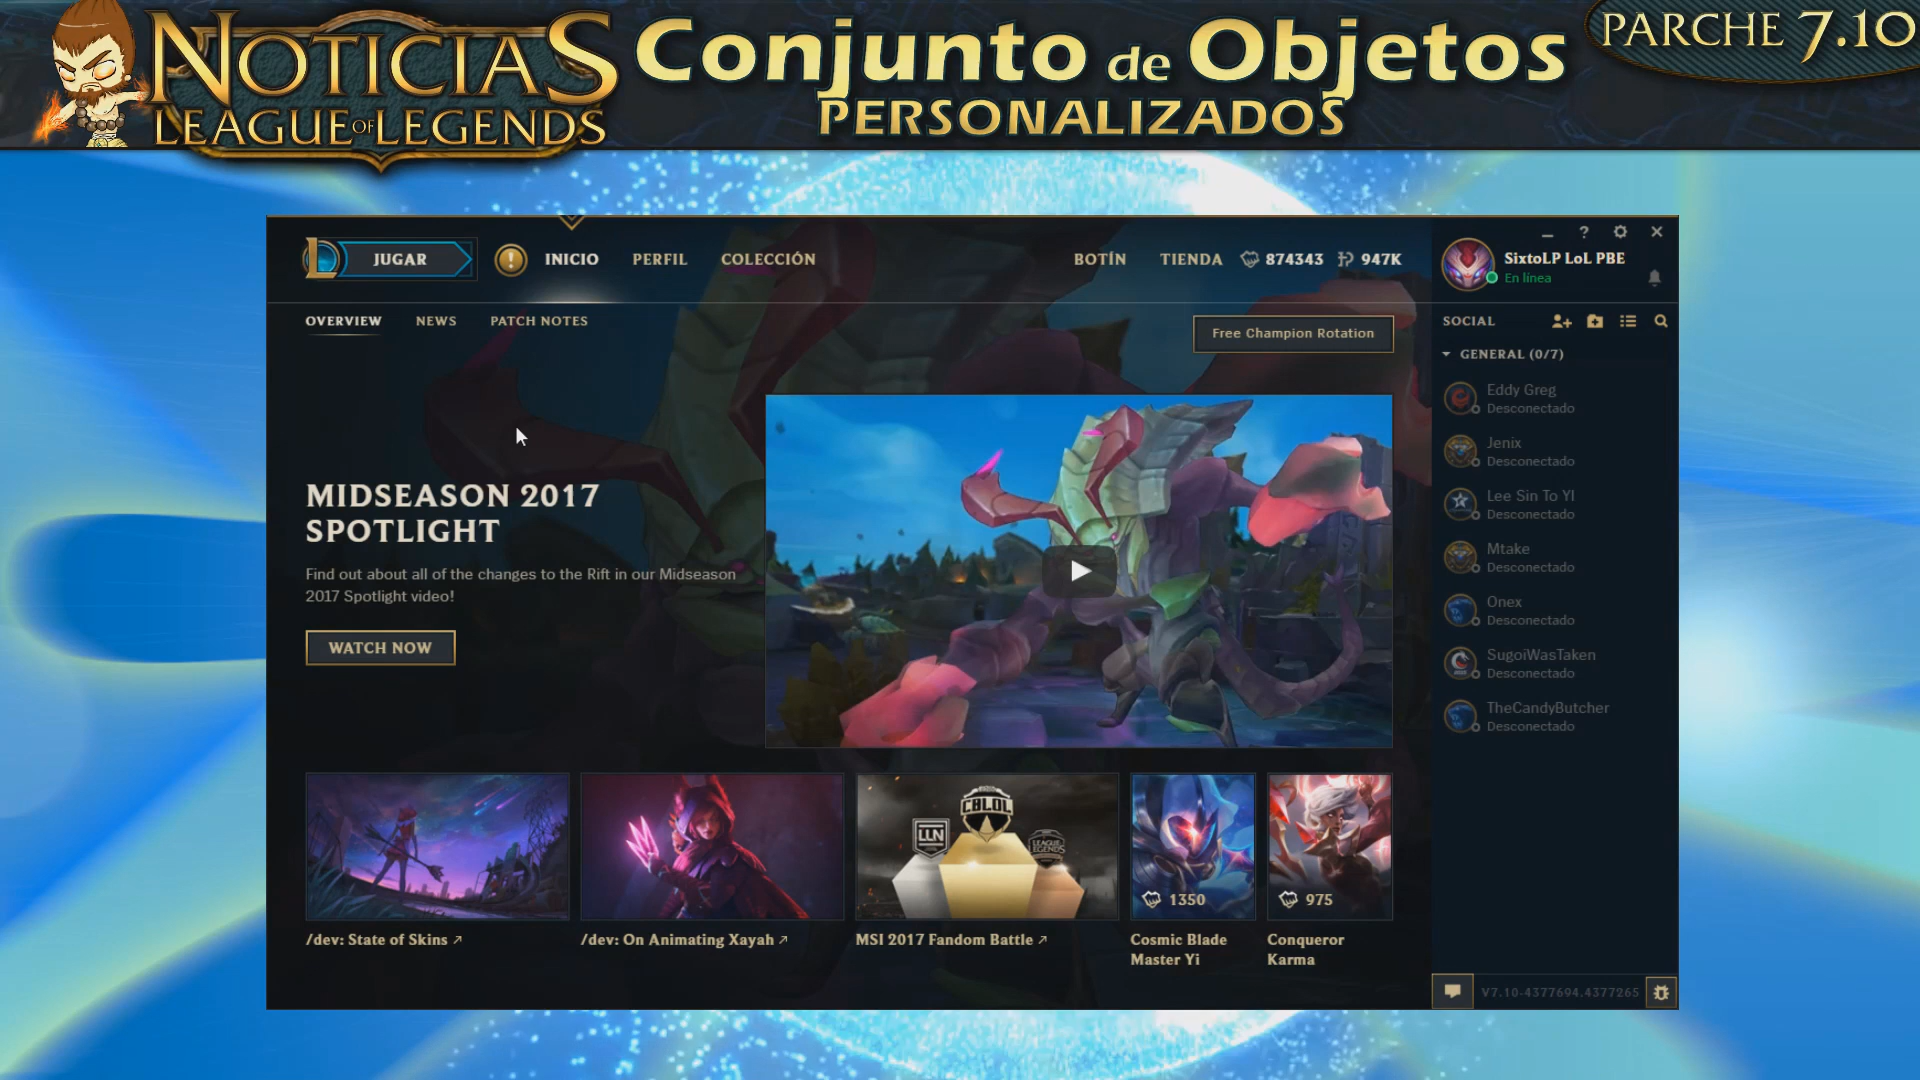 NOTICIAS
LEAGUE OF LEGENDS
Conjunto de Objetos
PERSONALIZADOS
PARCHE 7.10
JUGAR
INICIO
PERFIL
COLECCIÓN
BOTÍN
TIENDA
874343
947K
?
SixtoLP LoL PBE
En línea
OVERVIEW
NEWS
PATCH NOTES
Free Champion Rotation
SOCIAL
GENERAL (0/7)
Eddy Greg
Desconectado
Jenix
Desconectado
Lee Sin To YI
Desconectado
Mtake
Desconectado
Onex
Desconectado
SugoiWasTaken
Desconectado
TheCandyButcher
Desconectado
MIDSEASON 2017
SPOTLIGHT
Find out about all of the changes to the Rift in our Midseason
2017 Spotlight video!
WATCH NOW
LLN
CBLOL
LEAGUE
LEGENDS
1350
975
/dev: State of Skins
/dev: On Animating Xayah
MSI 2017 Fandom Battle
Cosmic Blade
Master Yi
Conqueror
Karma
V7.10-4377694.4377265